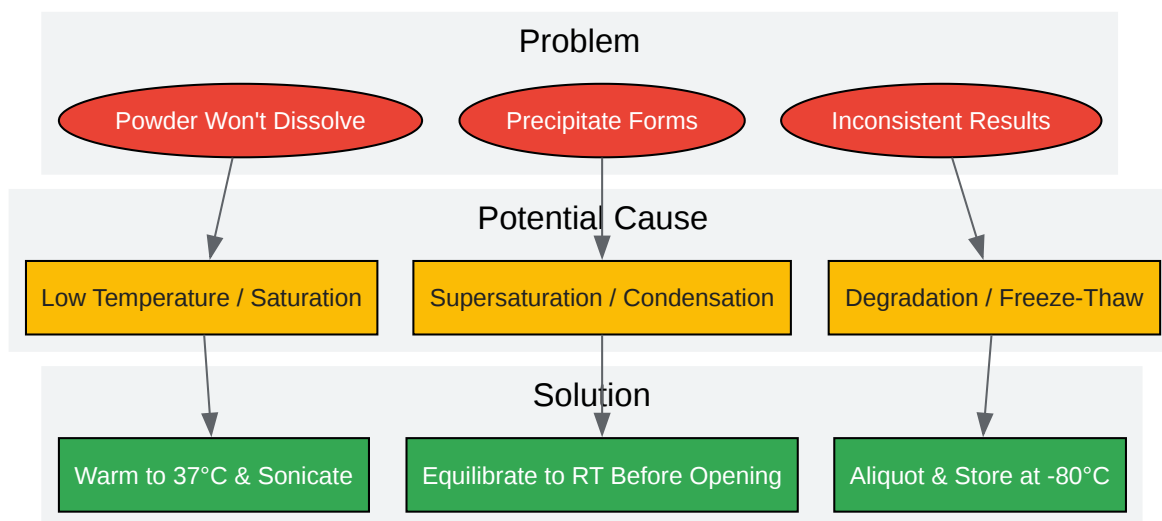 Problem
Powder Won't Dissolve
Precipitate Forms
Inconsistent Results
Potential Cause
Low Temperature / Saturation
Supersaturation / Condensation
Degradation / Freeze-Thaw
Solution
Warm to 37°C & Sonicate
Equilibrate to RT Before Opening
Aliquot & Store at -80°C